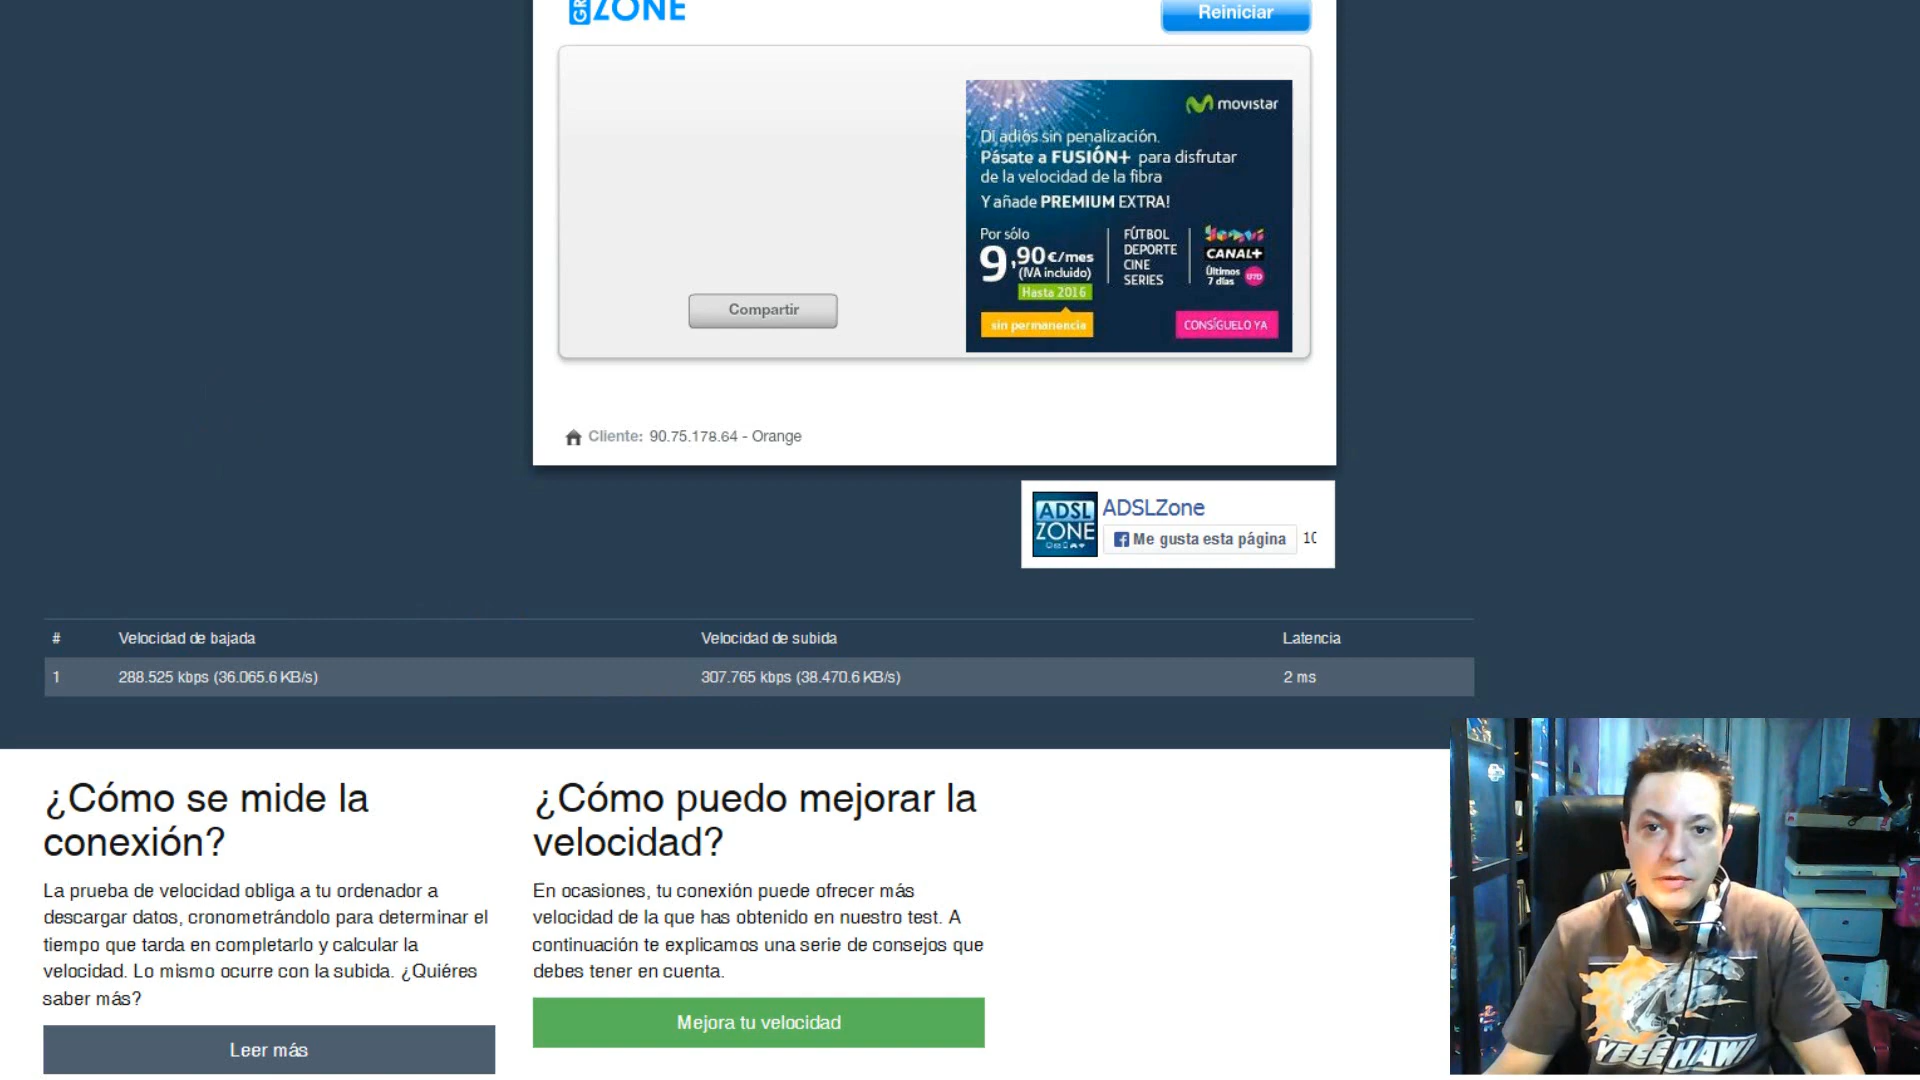 ZONE
Reiniciar
movistar
Di adiós sin penalización.
Pásate a FUSIÓN+ para disfrutar
de la velocidad de la fibra
Y añade PREMIUM EXTRA!
Por sólo
9,90€/mes
(IVA incluido)
Hasta 2016
sin permanencia
FÚTBOL
DEPORTE
CINE
SERIES
CANAL+
Últimos
7 días
CONSÍGUELO YA
Compartir
Cliente: 90.75.178.64 - Orange
ADSL
ZONE
ADSLZone
Me gusta esta página 10
# Velocidad de bajada Velocidad de subida Latencia
1 288.525 kbps (36.065.6 KB/s) 307.765 kbps (38.470.6 KB/s) 2 ms
¿Cómo se mide la
conexión?
La prueba de velocidad obliga a tu ordenador a
descargar datos, cronometrándolo para determinar el
tiempo que tarda en completarlo y calcular la
velocidad. Lo mismo ocurre con la subida. ¿Quiéres
saber más?
Leer más
¿Cómo puedo mejorar la
velocidad?
En ocasiones, tu conexión puede ofrecer más
velocidad de la que has obtenido en nuestro test. A
continuación te explicamos una serie de consejos que
debes tener en cuenta.
Mejora tu velocidad
YEEEHAW!